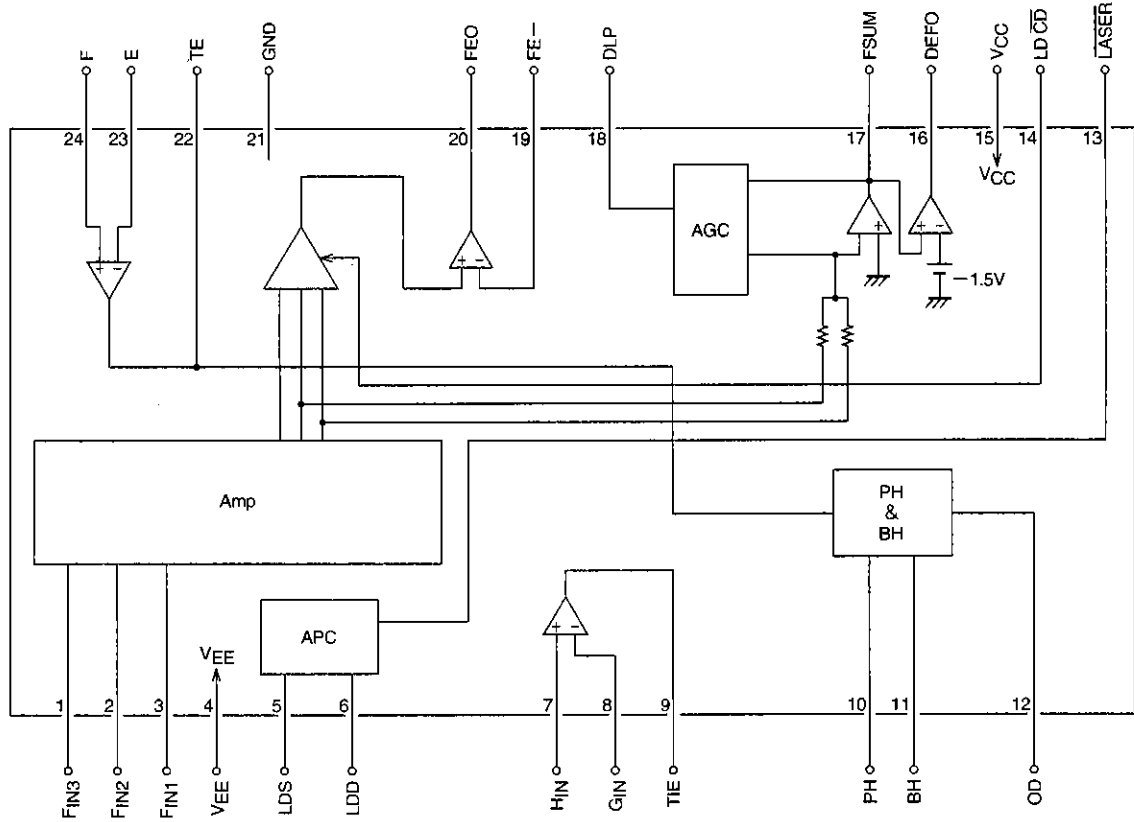 F E TE GND FEO FE− DLP FSUM DEFO VCC LD C̅D̅ L̅A̅S̅E̅R̅
24 23 22 21 20 19 18 17 16 15 14 13
VCC
AGC
+ −
+ −
+ −
−1.5V
Amp
PH
&
BH
APC
+ −
VEE
1 2 3 4 5 6 7 8 9 10 11 12
FIN3 FIN2 FIN1 VEE LDS LDD HIN GIN TIE PH BH OD